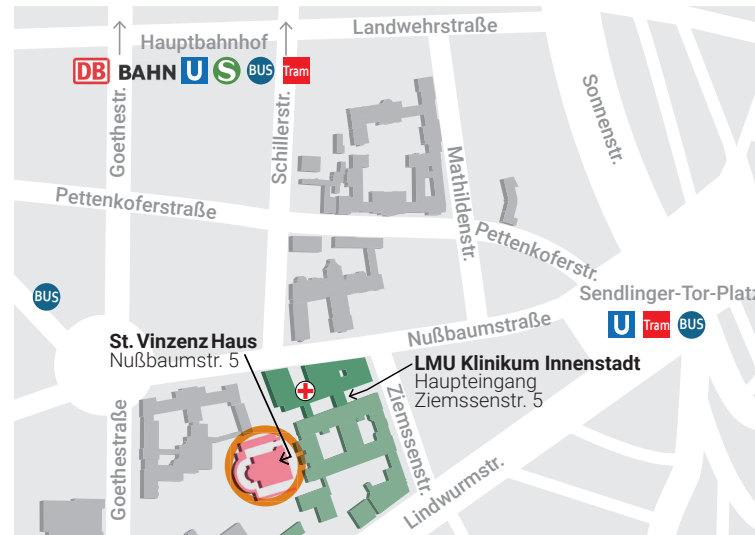 Landwehrstraße
Hauptbahnhof
DB BAHN U S BUS Tram
Goethestr.
Schillerstr.
Sonnenstr.
Mathildenstr.
Pettenkoferstraße
Pettenkoferstr.
BUS
Sendlinger-Tor-Platz
U Tram BUS
Nußbaumstraße
St. Vinzenz Haus
Nußbaumstr. 5
LMU Klinikum Innenstadt
Haupteingang
Ziemssenstr. 5
Ziemssenstr.
Goethestraße
Lindwurmstr.